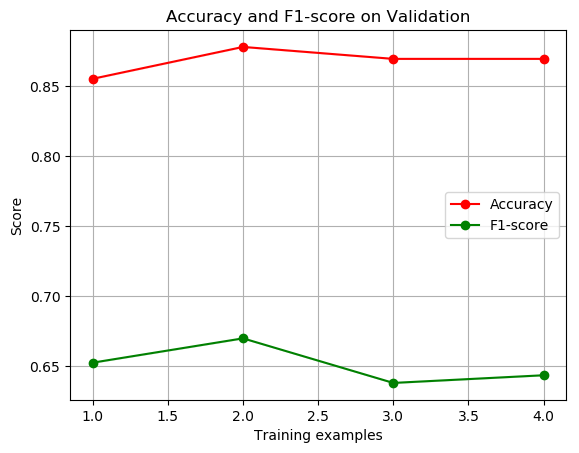 Accuracy and F1-score on Validation
Score
0.85
0.80
0.75
0.70
0.65
Accuracy
F1-score
1.0 1.5 2.0 2.5 3.0 3.5 4.0
Training examples